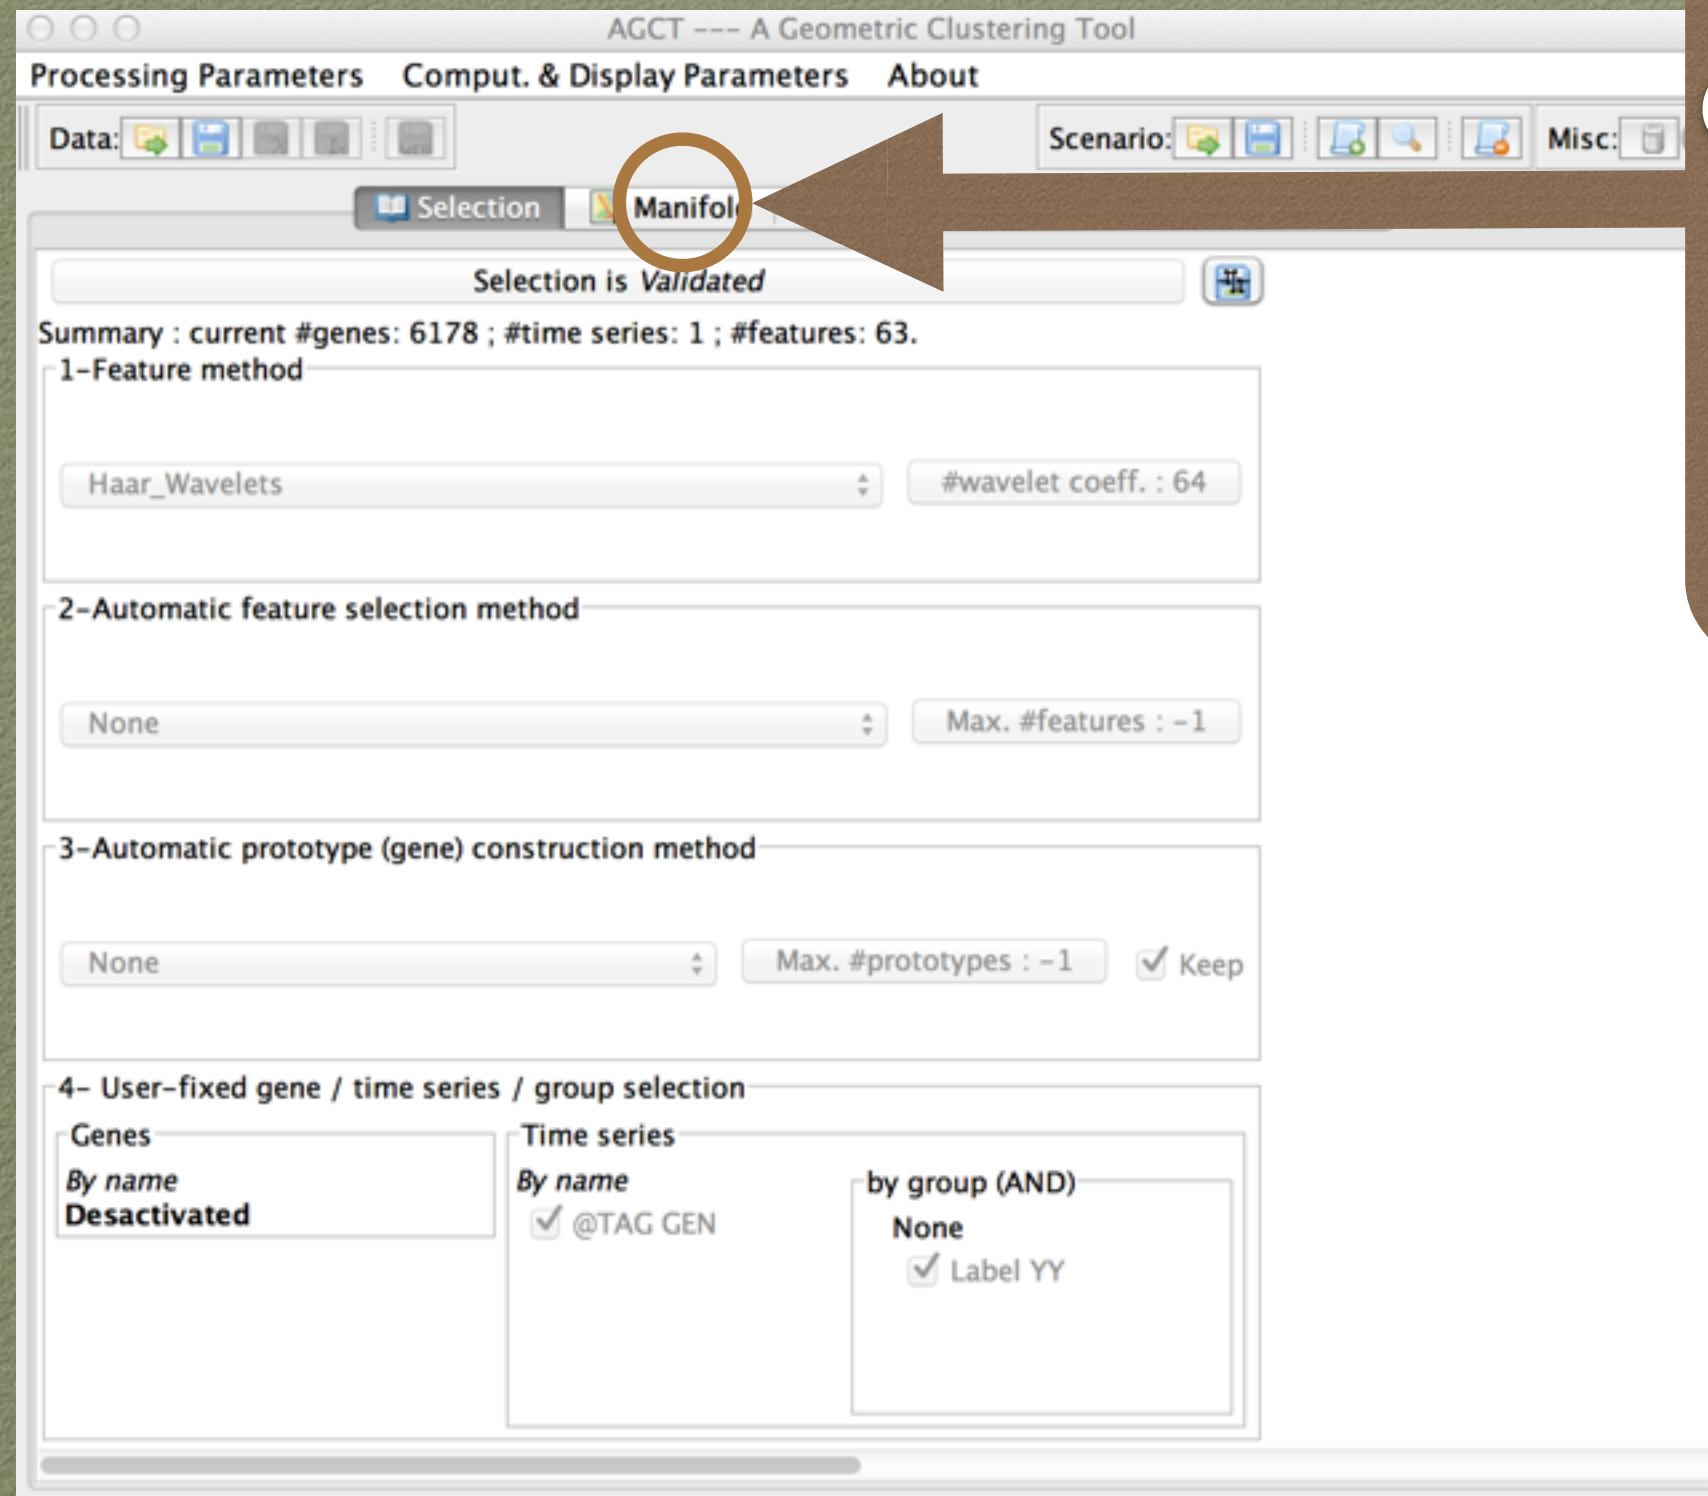 AGCT --- A Geometric Clustering Tool
Processing Parameters Comput. & Display Parameters About
Data: Scenario: Misc:
Selection
Selection is Validated
Summary : current #genes: 6178 ; #time series: 1 ; #features: 63.
1-Feature method
Haar_Wavelets #wavelet coeff. : 64
2-Automatic feature selection method
None Max. #features : -1
3-Automatic prototype (gene) construction method
None Max. #prototypes : -1 Keep
4- User-fixed gene / time series / group selection
Genes Time series
By name By name by group (AND)
Desactivated @TAG GEN None
Label YY